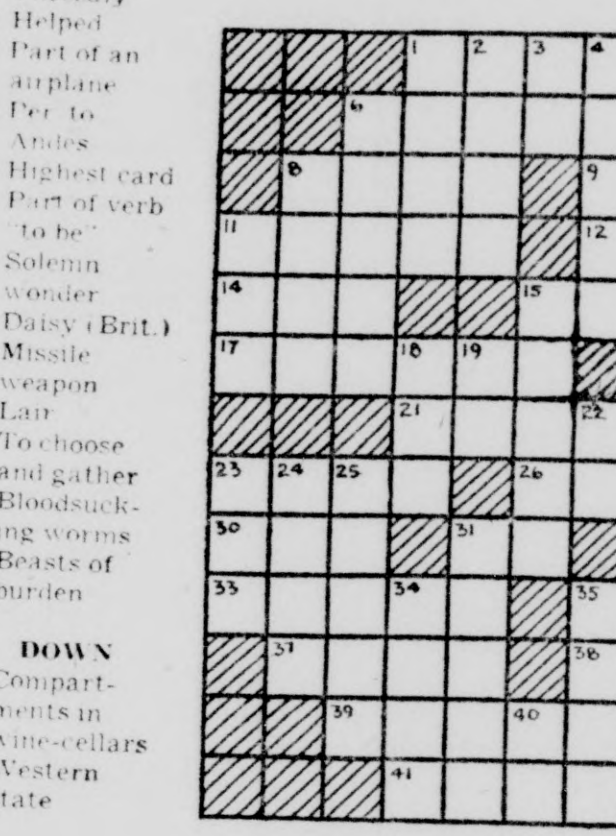 Helped
Part of an
airplane
Per. to
Andes
Highest card
Part of verb
"to be"
Solemn
wonder
Daisy (Brit.)
Missile
weapon
Lair
To choose
and gather
Bloodsuck-
ing worms
Beasts of
burden
DOWN
Compart-
ments in
wine-cellars
Western
tate
1 2 3 4
6
8 9
11 12
14 15
17 18 19
21 22
23 24 25 26
30 31
33 34 35
37 38
39 40
41